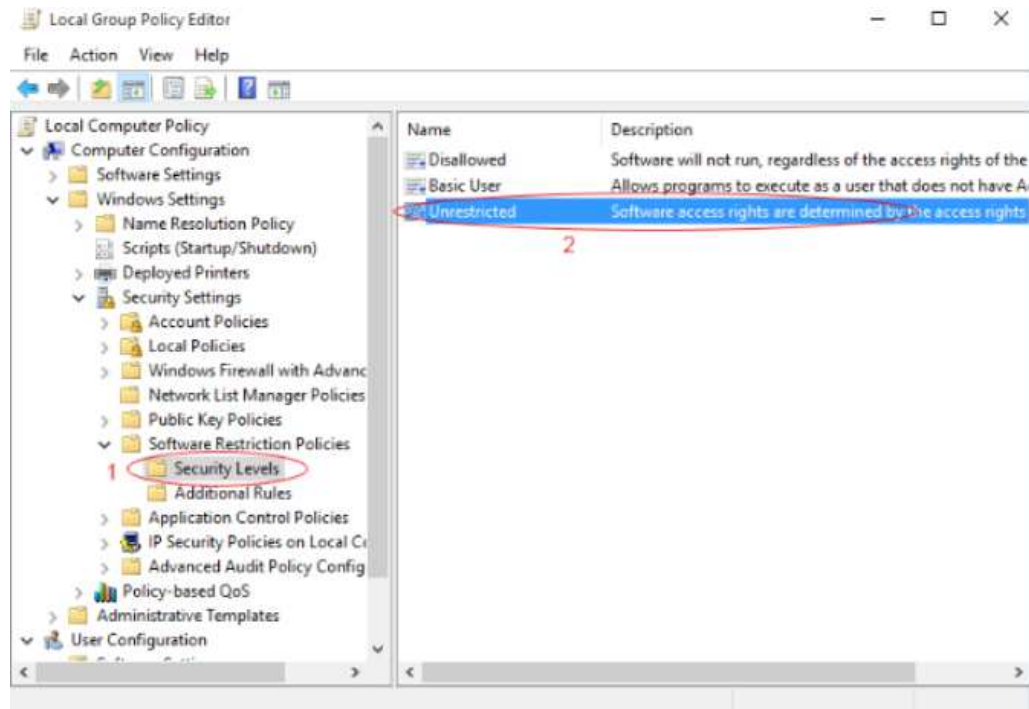 Local Group Policy Editor
File Action View Help
Local Computer Policy
Computer Configuration
Software Settings
Windows Settings
Name Resolution Policy
Scripts (Startup/Shutdown)
Deployed Printers
Security Settings
Account Policies
Local Policies
Windows Firewall with Advanc
Network List Manager Policies
Public Key Policies
Software Restriction Policies
1 Security Levels
Additional Rules
Application Control Policies
IP Security Policies on Local Co
Advanced Audit Policy Config
Policy-based QoS
Administrative Templates
User Configuration
Name Description
Disallowed Software will not run, regardless of the access rights of the
Basic User Allows programs to execute as a user that does not have A
Unrestricted Software access rights are determined by the access rights
2